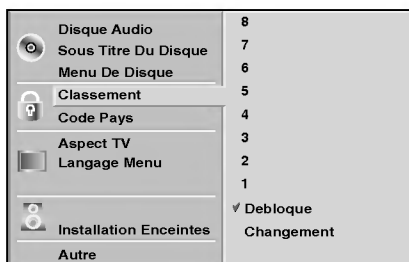 Disque Audio
Sous Titre Du Disque
Menu De Disque
Classement
Code Pays
Aspect TV
Langage Menu
Installation Enceintes
Autre
8
7
6
5
4
3
2
1
Debloque
Changement